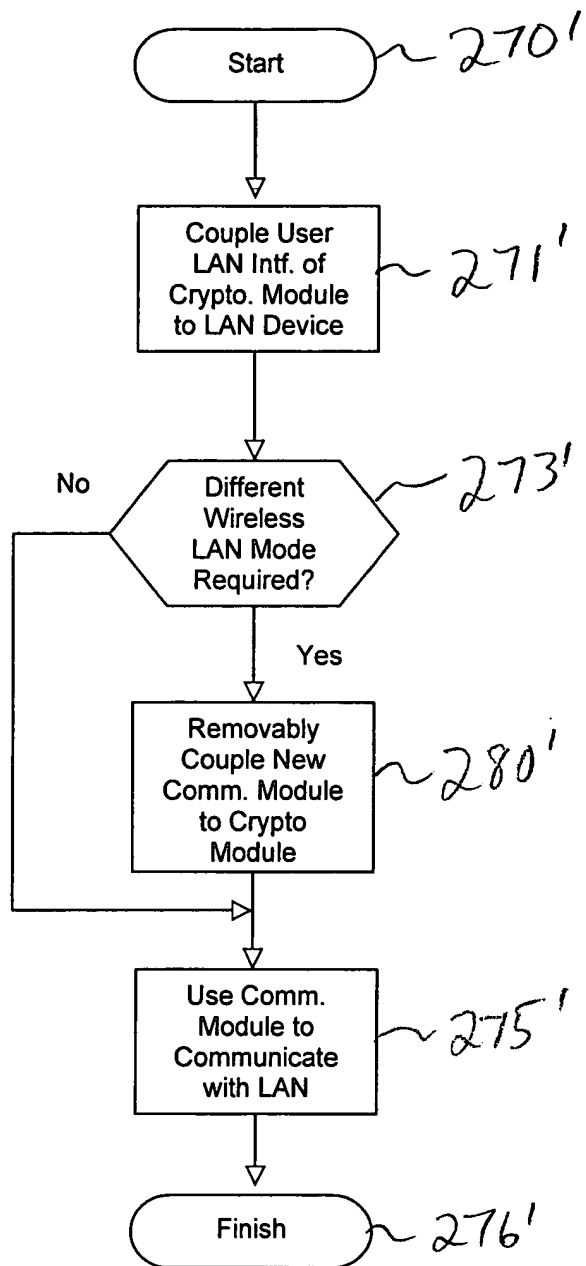 Start
270'
Couple User
LAN Intf. of
Crypto. Module
to LAN Device
271'
No
Different
Wireless
LAN Mode
Required?
273'
Yes
Removably
Couple New
Comm. Module
to Crypto
Module
280'
Use Comm.
Module to
Communicate
with LAN
275'
Finish
276'